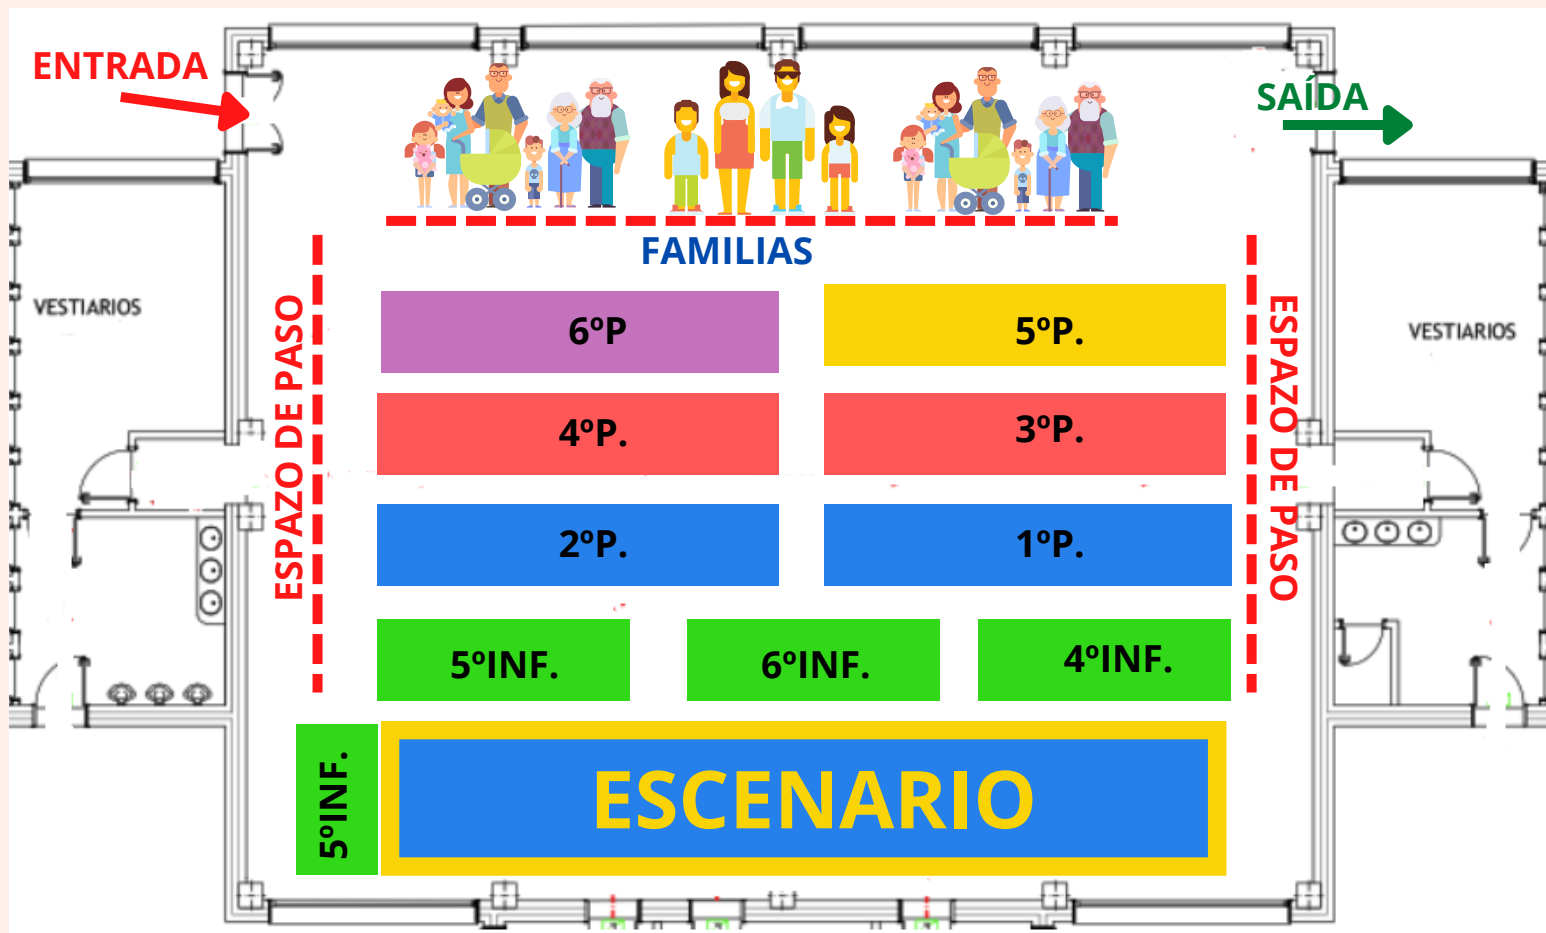 ENTRADA
SAÍDA
FAMILIAS
VESTIARIOS
ESPAZO DE PASO
6ºP
5ºP.
ESPAZO DE PASO
VESTIARIOS
4ºP.
3ºP.
2ºP.
1ºP.
5ºINF.
6ºINF.
4ºINF.
5ºINF.
ESCENARIO